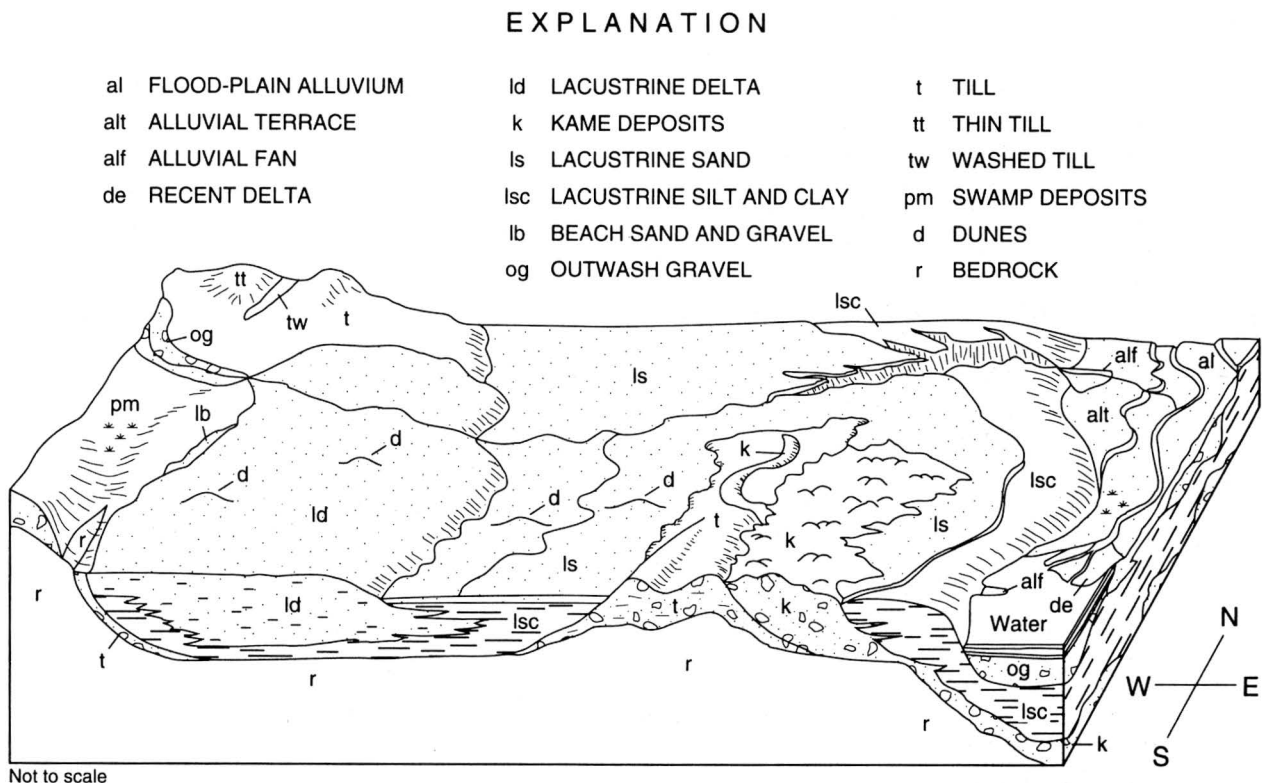 EXPLANATION
al FLOOD-PLAIN ALLUVIUM
alt ALLUVIAL TERRACE
alf ALLUVIAL FAN
de RECENT DELTA
ld LACUSTRINE DELTA
k KAME DEPOSITS
ls LACUSTRINE SAND
lsc LACUSTRINE SILT AND CLAY
lb BEACH SAND AND GRAVEL
og OUTWASH GRAVEL
t TILL
tt THIN TILL
tw WASHED TILL
pm SWAMP DEPOSITS
d DUNES
r BEDROCK
tt
tw
t
og
lsc
alf
al
ls
pm
lb
d
d
k
alt
d
d
ld
lsc
ls
t
k
r
ls
alf
de
r
ld
lsc
t
k
Water
N
t
r
r
og
W E
lsc
r
k
S
Not to scale